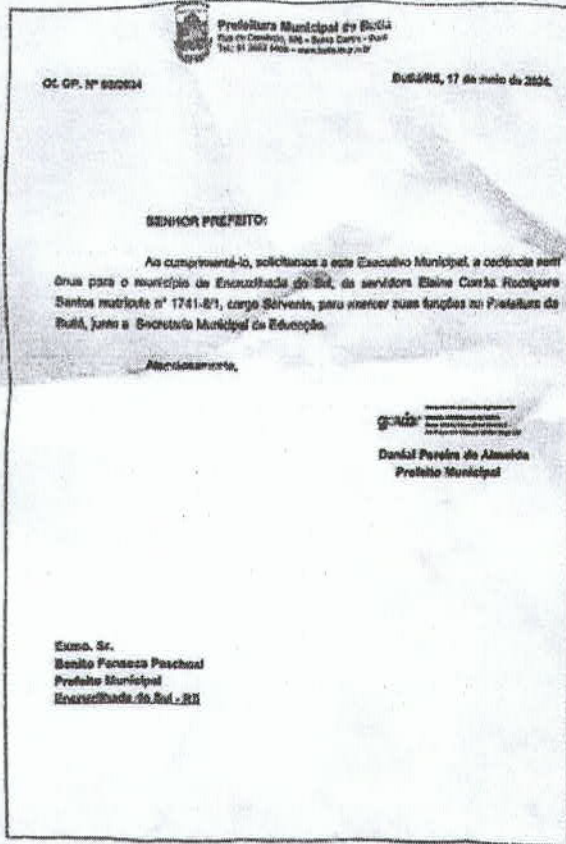 Prefeitura Municipal de Butiá
Of. GP. Nº
Butiá/RS, 17 de maio de 2024.
SENHOR PREFEITO:
Ao cumprimentá-lo, solicitamos a este Executivo Municipal, a cedência sem
ônus para o município de Encruzilhada do Sul, da servidora Elaine Corrêa Rodrigues
Santos matrícula nº 1741-8/1, cargo Servente, para exercer suas funções na Prefeitura de
Butiá, junto a Secretaria Municipal de Educação.
Atenciosamente,
Daniel Pereira de Almeida
Prefeito Municipal
Exmo. Sr.
Benito Fonseca Paschoal
Prefeito Municipal
Encruzilhada do Sul - RS